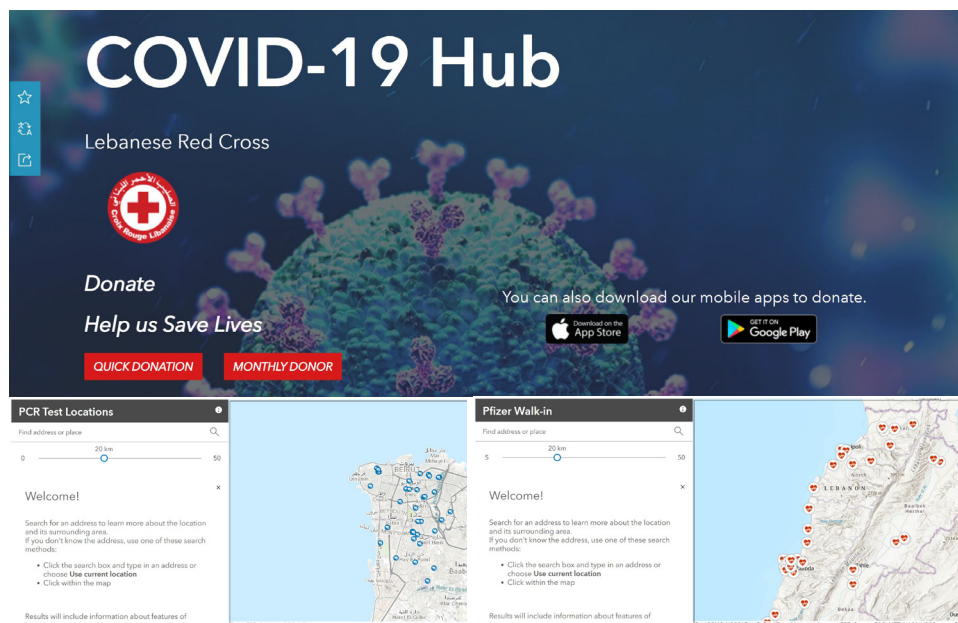 COVID-19 Hub
Lebanese Red Cross
الصليب الأحمر اللبناني
Croix Rouge Libanaise
Donate
Help us Save Lives
QUICK DONATION
MONTHLY DONOR
You can also download our mobile apps to donate.
Download on the
App Store
GET IT ON
Google Play
PCR Test Locations
Find address or place
20 km
0
50
Welcome!
Search for an address to learn more about the location
and its surrounding area.
If you don't know the address, use one of these search
methods:
• Click the search box and type in an address or
choose Use current location
• Click within the map
Results will include information about features of
BEIRUT
Pfizer Walk-in
Find address or place
20 km
5
50
Welcome!
Search for an address to learn more about the location
and its surrounding area.
If you don't know the address, use one of these search
methods:
• Click the search box and type in an address or
choose Use current location
• Click within the map
Results will include information about features of
North
LEBANON
Baalbek
Hermel
Bekaa